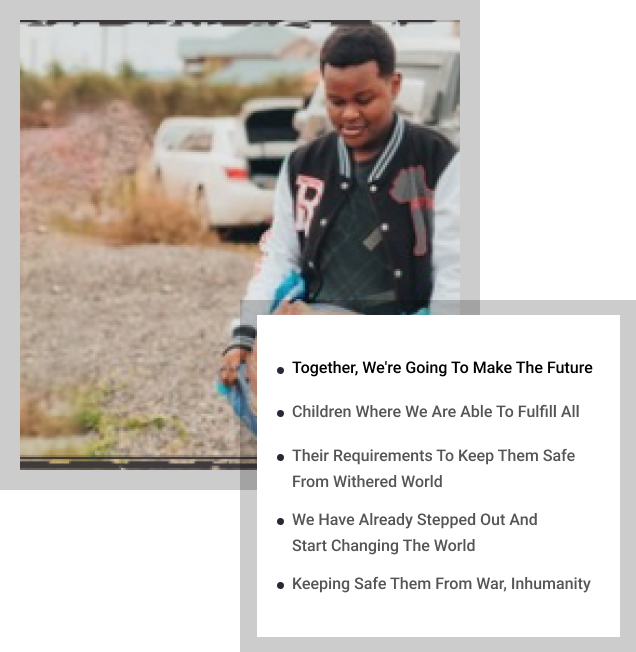 R
Together, We're Going To Make The Future
Children Where We Are Able To Fulfill All
Their Requirements To Keep Them Safe
From Withered World
We Have Already Stepped Out And
Start Changing The World
Keeping Safe Them From War, Inhumanity